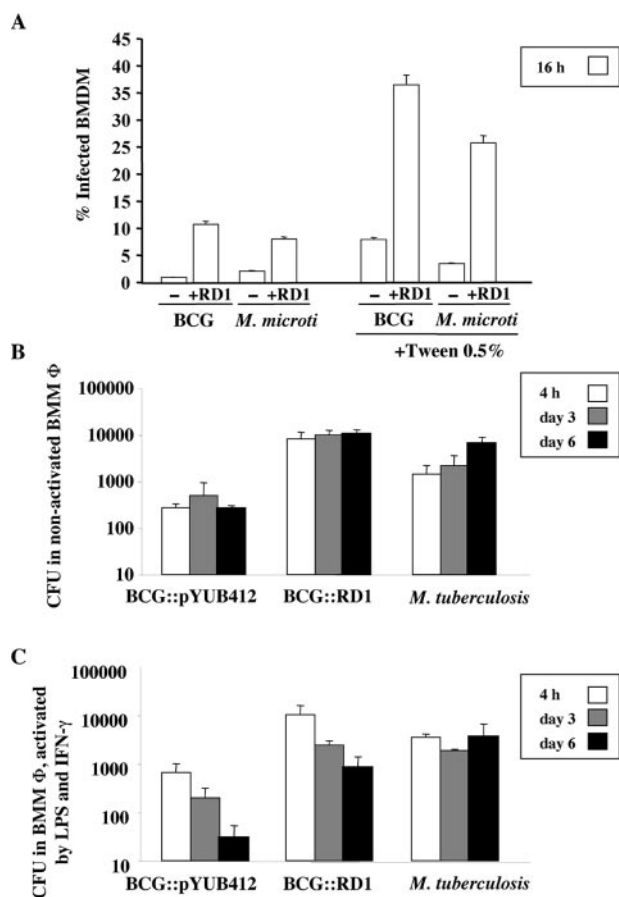 A
% Infected BMDM
45
40
35
30
25
20
15
10
5
0
16 h
– +RD1 – +RD1 – +RD1 – +RD1
BCG M. microti BCG M. microti
+Tween 0.5%
B
CFU in non-activated BMM Φ
100000
10000
1000
100
10
4 h
day 3
day 6
BCG::pYUB412 BCG::RD1 M. tuberculosis
C
CFU in BMM Φ, activated
by LPS and IFN-γ
100000
10000
1000
100
10
4 h
day 3
day 6
BCG::pYUB412 BCG::RD1 M. tuberculosis